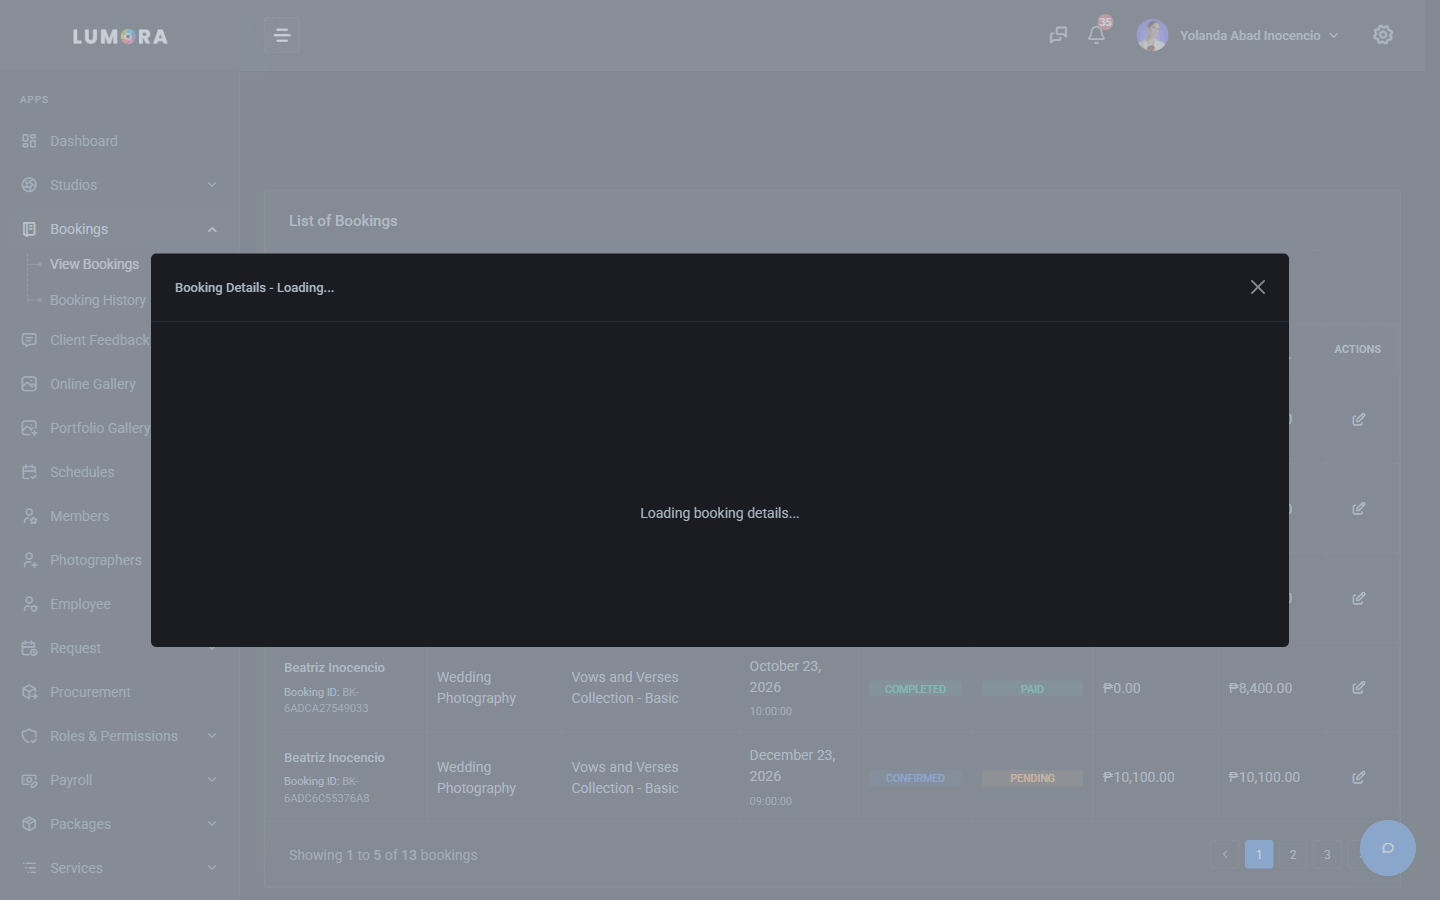 LUMORA
35
Yolanda Abad Inocencio
APPS
Dashboard
Studios
Bookings
View Bookings
Booking History
Client Feedback
Online Gallery
Portfolio Gallery
Schedules
Members
Photographers
Employee
Request
Procurement
Roles & Permissions
Payroll
Packages
Services
List of Bookings
Booking Details - Loading...
Loading booking details...
ACTIONS
Beatriz Inocencio
Booking ID: BK-
6ADCA27549033
Wedding
Photography
Vows and Verses
Collection - Basic
October 23,
2026
10:00:00
COMPLETED
PAID
₱0.00
₱8,400.00
Beatriz Inocencio
Booking ID: BK-
6ADC6C55376A8
Wedding
Photography
Vows and Verses
Collection - Basic
December 23,
2026
09:00:00
CONFIRMED
PENDING
₱10,100.00
₱10,100.00
Showing 1 to 5 of 13 bookings
1 2 3